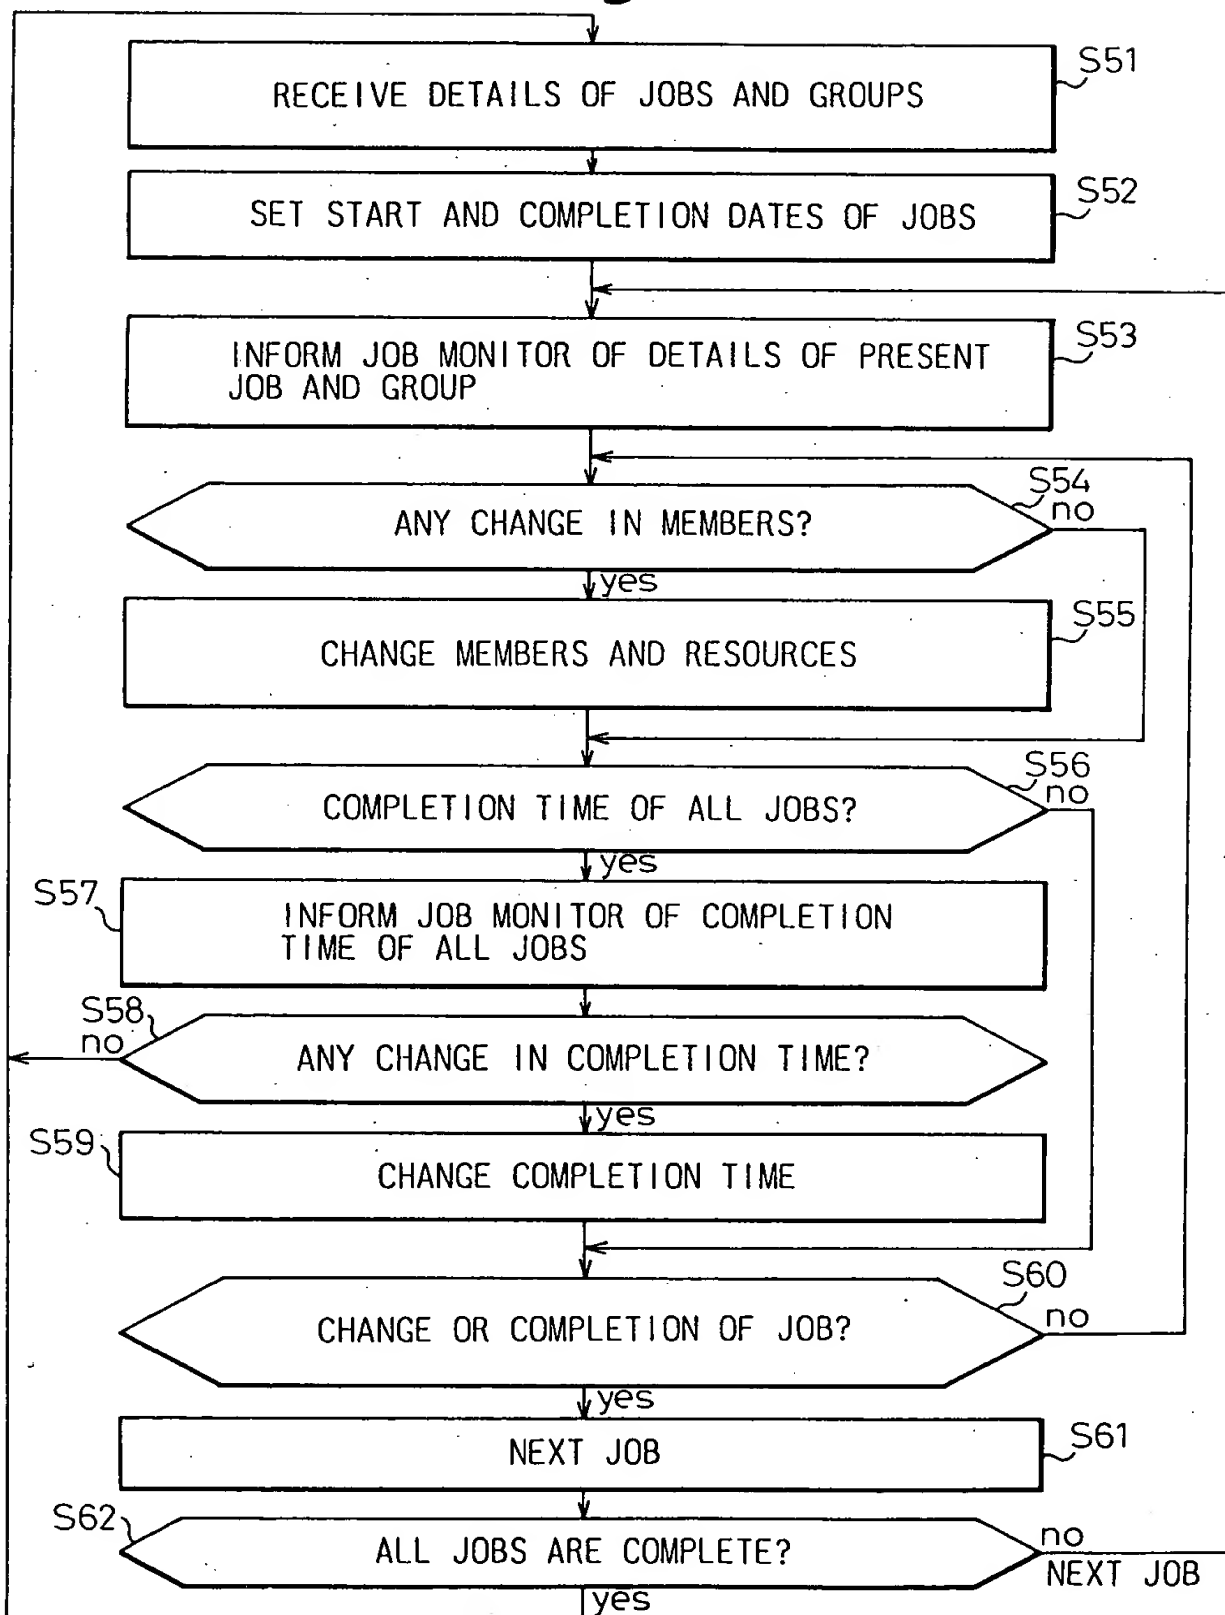 S51
RECEIVE DETAILS OF JOBS AND GROUPS
S52
SET START AND COMPLETION DATES OF JOBS
S53
INFORM JOB MONITOR OF DETAILS OF PRESENT
JOB AND GROUP
S54
no
ANY CHANGE IN MEMBERS?
yes
S55
CHANGE MEMBERS AND RESOURCES
S56
no
COMPLETION TIME OF ALL JOBS?
yes
S57
INFORM JOB MONITOR OF COMPLETION
TIME OF ALL JOBS
S58
no
ANY CHANGE IN COMPLETION TIME?
yes
S59
CHANGE COMPLETION TIME
S60
no
CHANGE OR COMPLETION OF JOB?
yes
S61
NEXT JOB
S62
no
ALL JOBS ARE COMPLETE?
NEXT JOB
yes